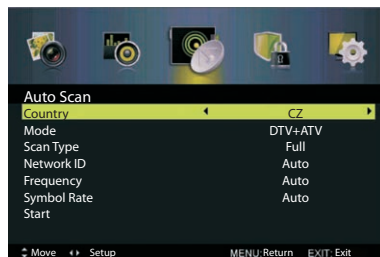 Auto Scan
Country CZ
Mode DTV+ATV
Scan Type Full
Network ID Auto
Frequency Auto
Symbol Rate Auto
Start
Move Setup MENU: Return EXIT: Exit